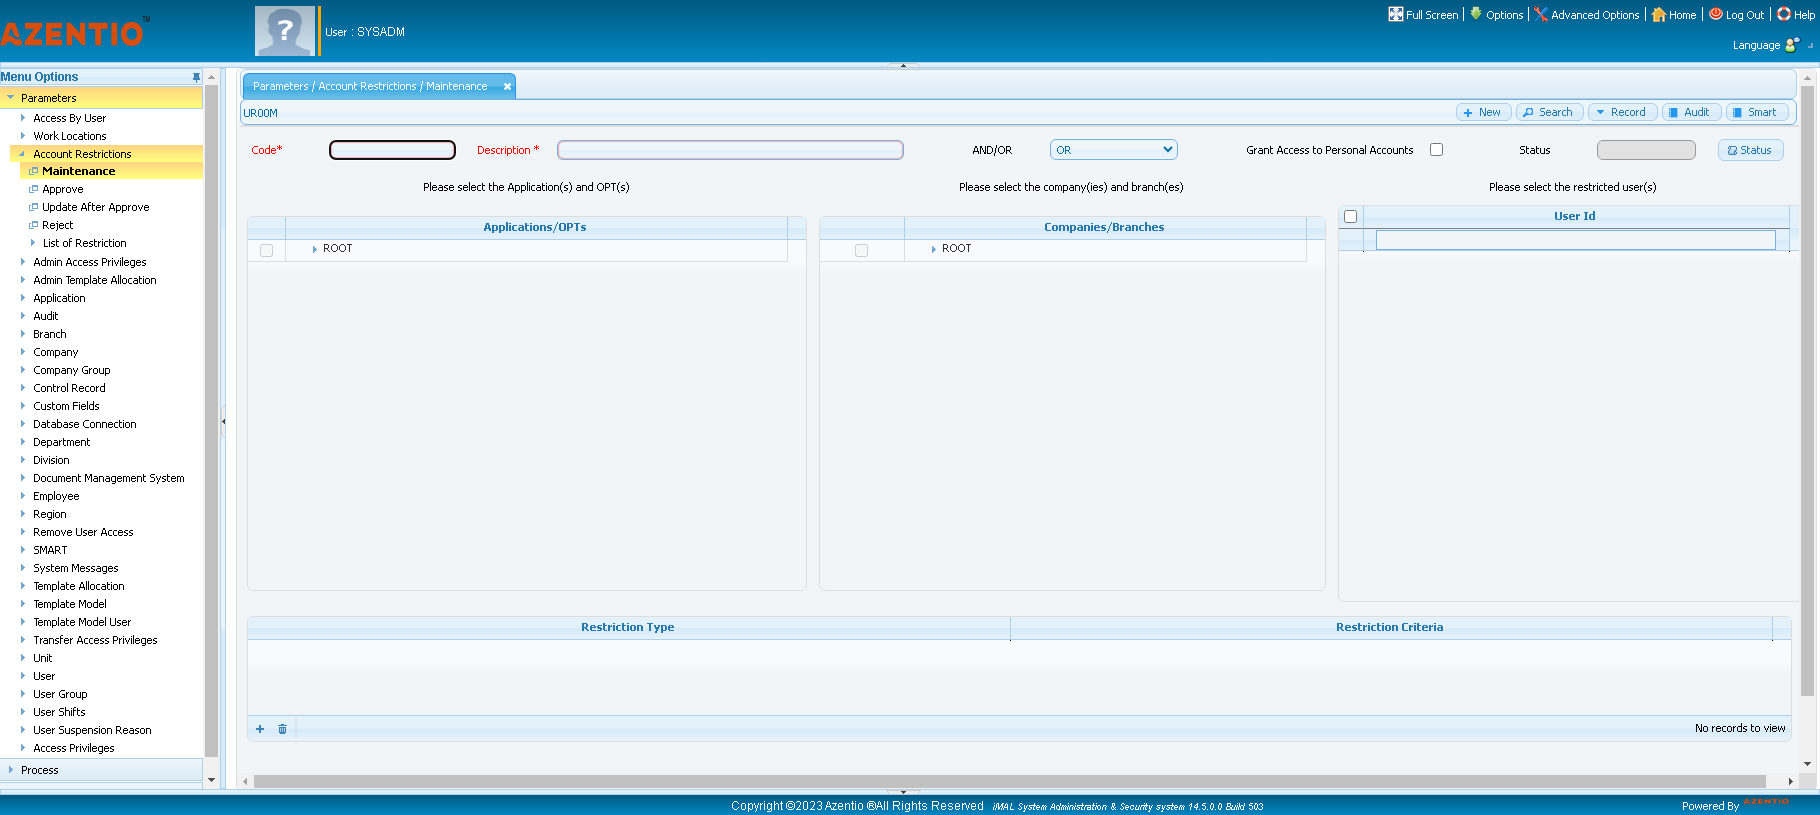 AZENTIO™
User : SYSADM
Full Screen
Options
Advanced Options
Home
Log Out
Help
Language
Menu Options
Parameters
Access By User
Work Locations
Account Restrictions
Maintenance
Approve
Update After Approve
Reject
List of Restriction
Admin Access Privileges
Admin Template Allocation
Application
Audit
Branch
Company
Company Group
Control Record
Custom Fields
Database Connection
Department
Division
Document Management System
Employee
Region
Remove User Access
SMART
System Messages
Template Allocation
Template Model
Template Model User
Transfer Access Privileges
Unit
User
User Group
User Shifts
User Suspension Reason
Access Privileges
Process
Parameters / Account Restrictions / Maintenance
UR00M
New
Search
Record
Audit
Smart
Code*
Description *
AND/OR
OR
Grant Access to Personal Accounts
Status
Status
Please select the Application(s) and OPT(s)
Please select the company(ies) and branch(es)
Please select the restricted user(s)
Applications/OPTs
ROOT
Companies/Branches
ROOT
User Id
Restriction Type
Restriction Criteria
No records to view
Copyright ©2023 Azentio ®All Rights Reserved iMAL System Administration & Security system 14.5.0.0 Build 503
Powered By AZENTIO